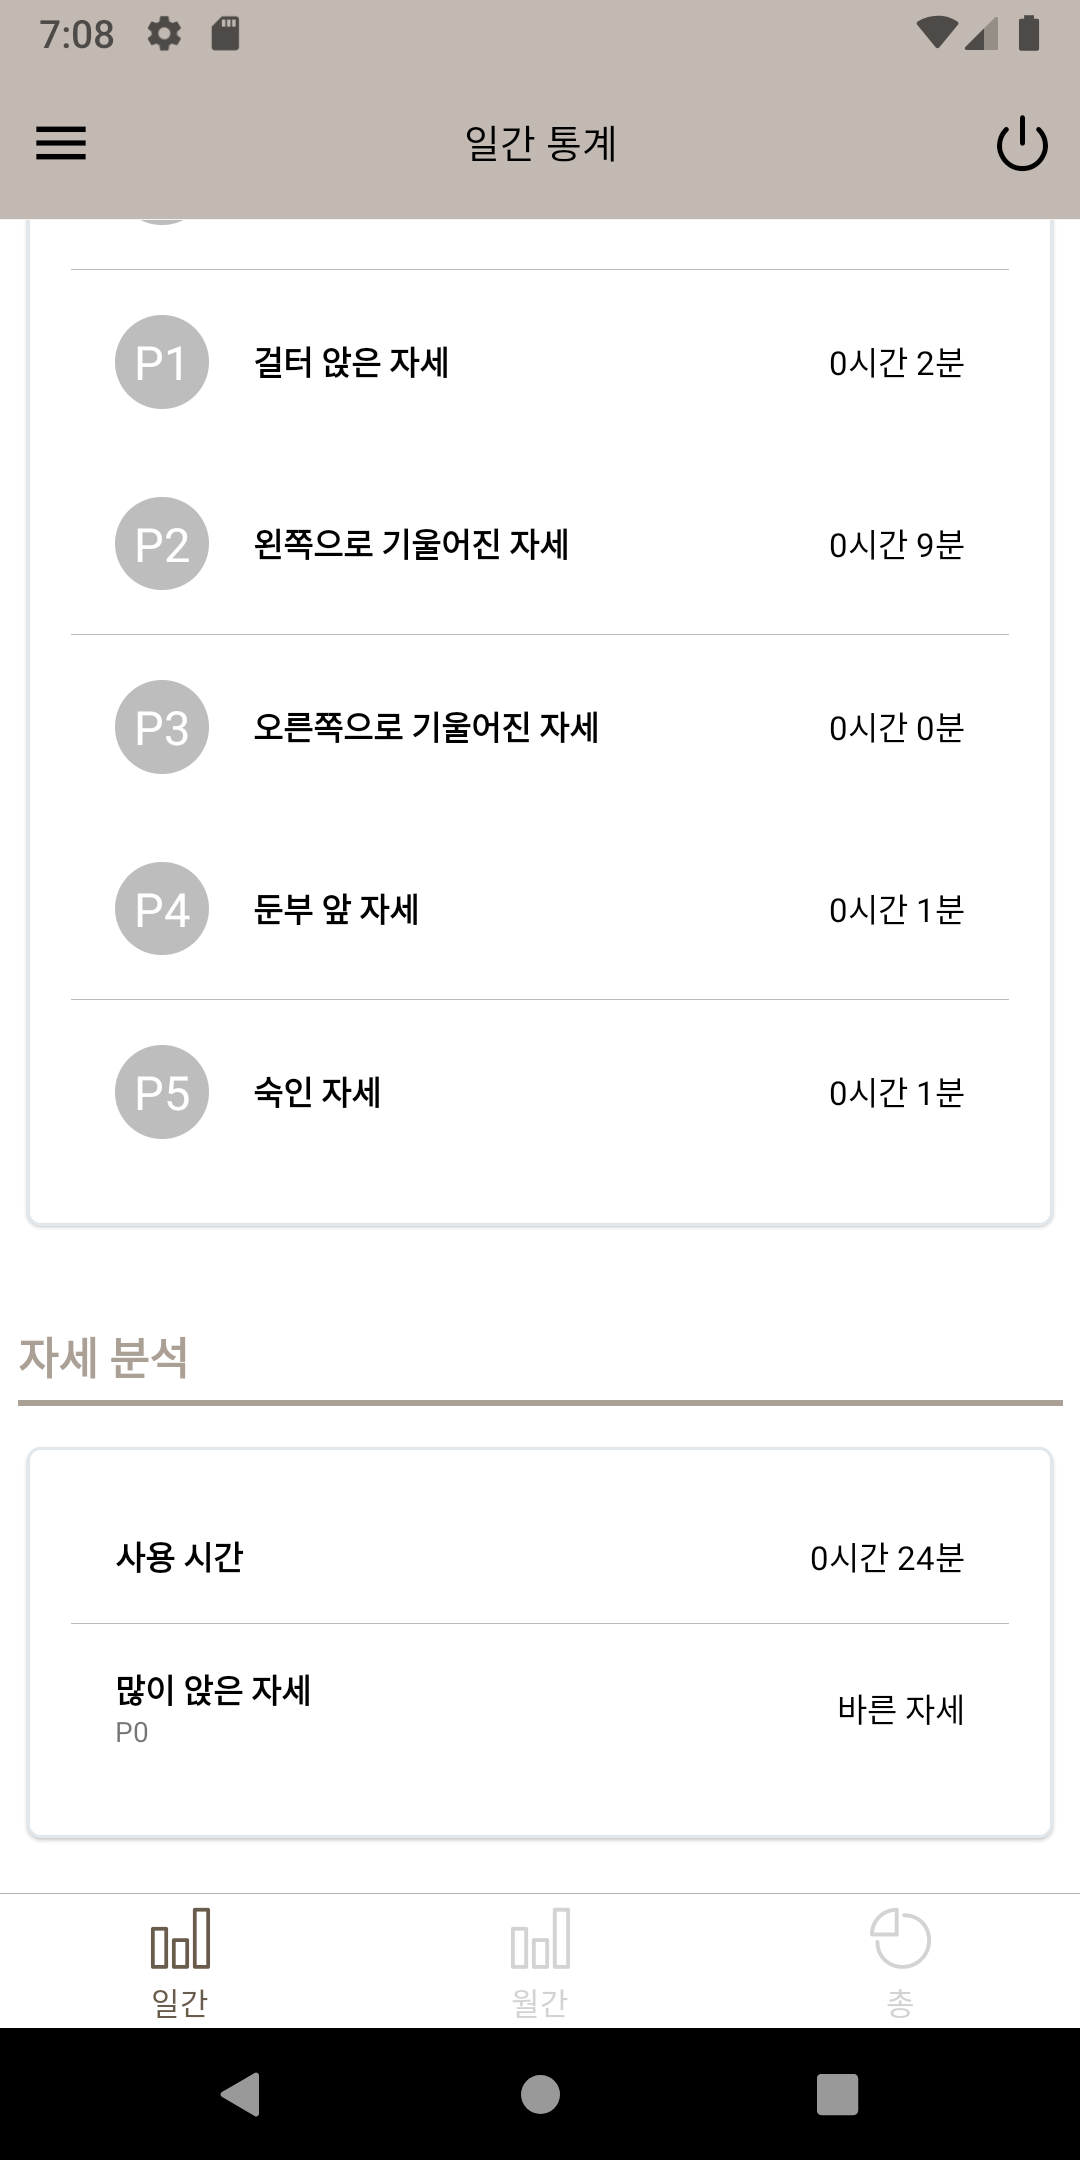 7:08
일간 통계
P1 걸터 앉은 자세 0시간 2분
P2 왼쪽으로 기울어진 자세 0시간 9분
P3 오른쪽으로 기울어진 자세 0시간 0분
P4 둔부 앞 자세 0시간 1분
P5 숙인 자세 0시간 1분
자세 분석
사용 시간 0시간 24분
많이 앉은 자세 바른 자세
P0
일간 월간 총